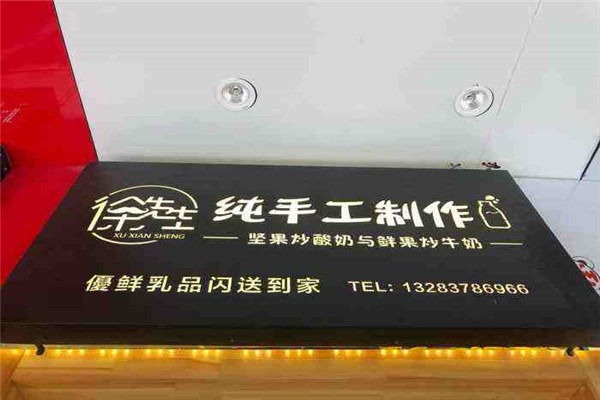 徐先生
XU XIAN SHENG
纯手工制作
坚果炒酸奶与鲜果炒牛奶
優鲜乳品闪送到家 TEL: 13283786966